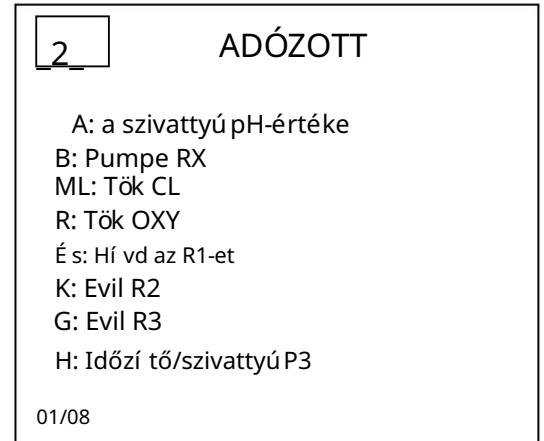 _2_
ADÓZOTT
A: a szivattyú pH-értéke
B: Pumpe RX
ML: Tök CL
R: Tök OXY
É s: Hí vd az R1-et
K: Evil R2
G: Evil R3
H: Időzí tő/szivattyú P3
01/08